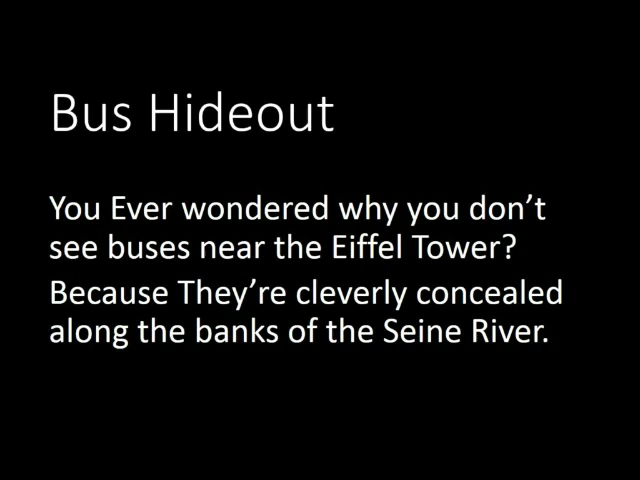 Bus Hideout
You Ever wondered why you don’t
see buses near the Eiffel Tower?
Because They’re cleverly concealed
along the banks of the Seine River.